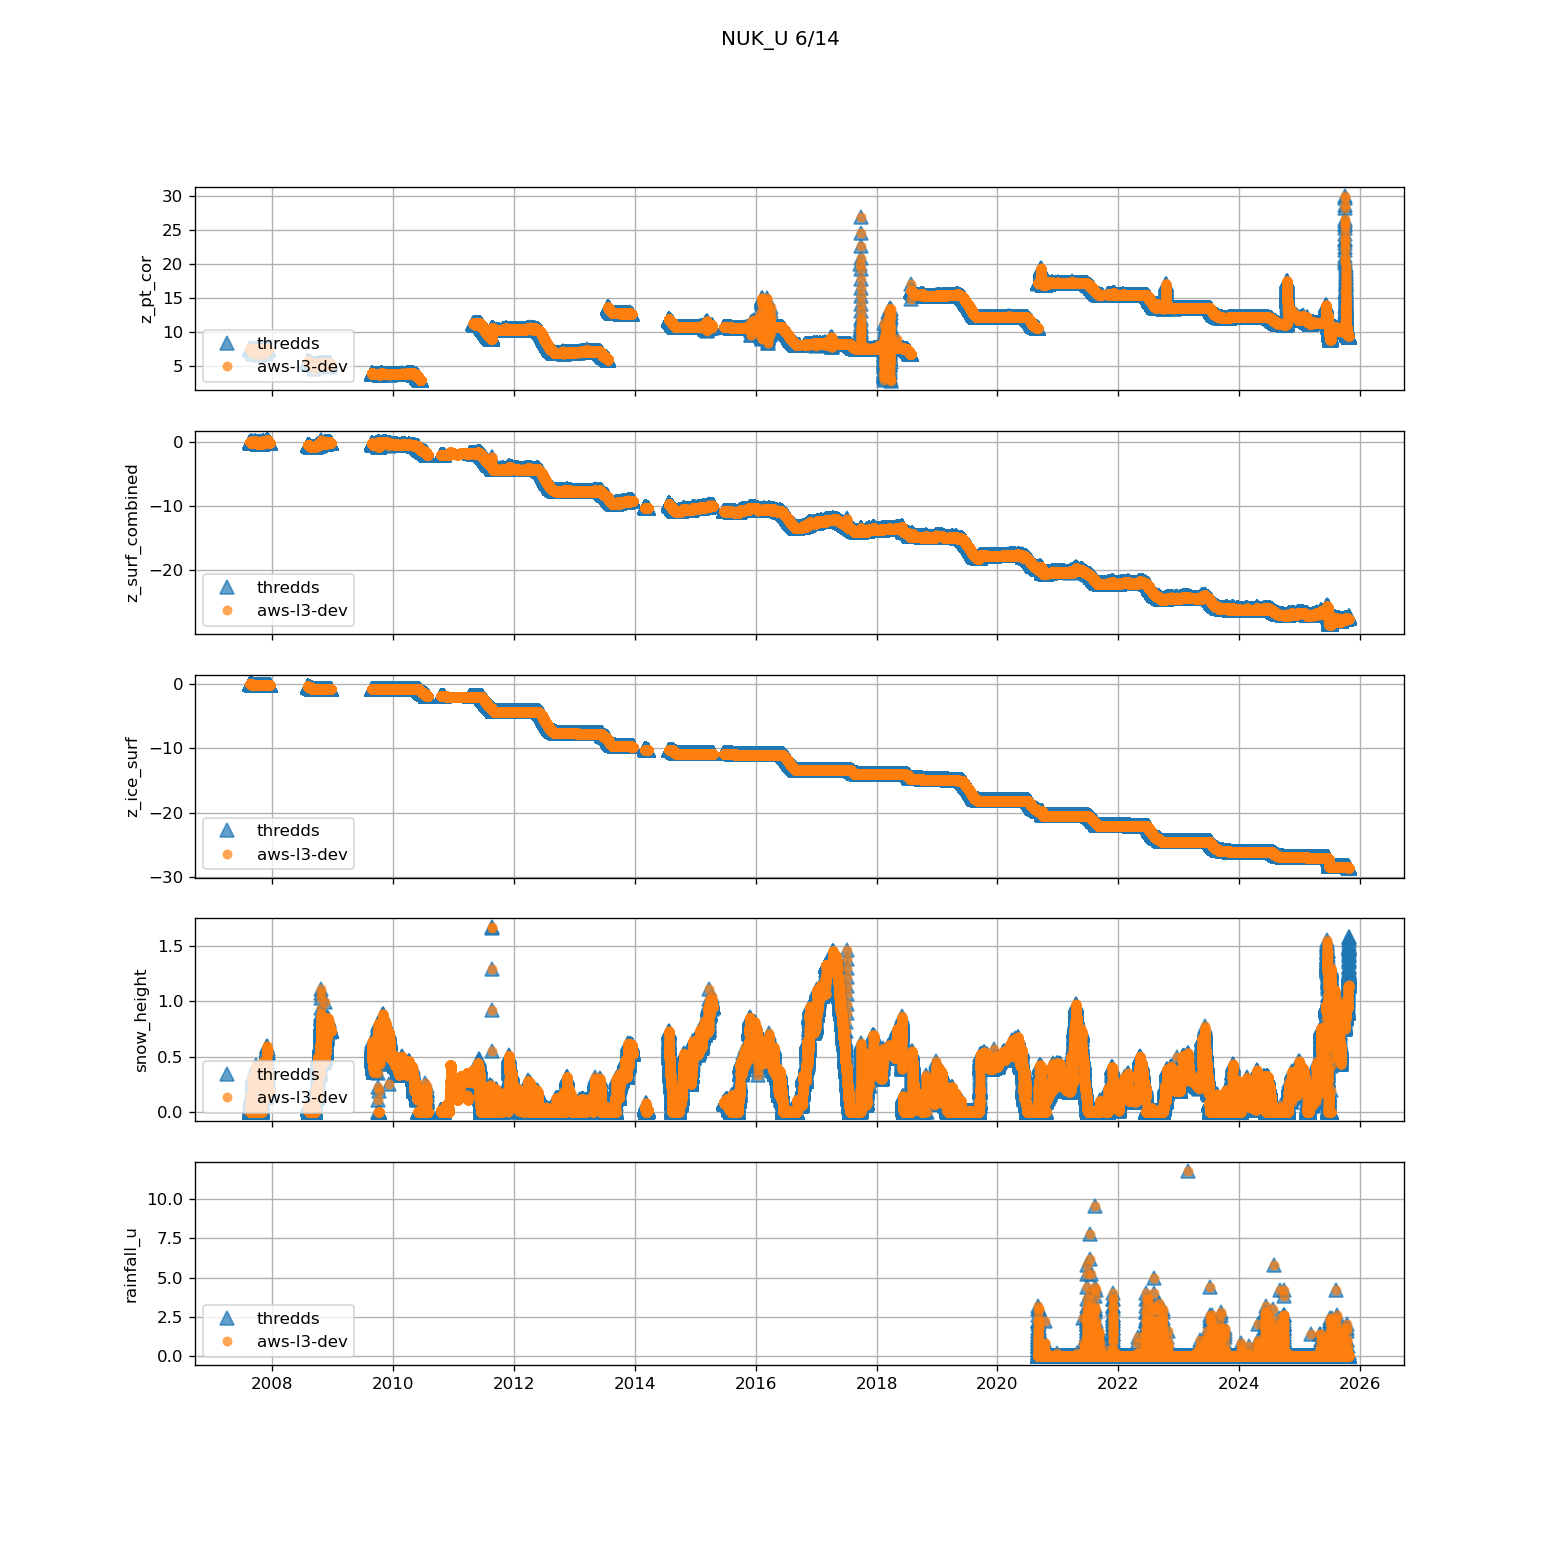 NUK_U 6/14
30
25
20
15
10
5
z_pt_cor
thredds
aws-l3-dev
0
−10
−20
z_surf_combined
thredds
aws-l3-dev
0
−10
−20
−30
z_ice_surf
thredds
aws-l3-dev
1.5
1.0
0.5
0.0
snow_height
thredds
aws-l3-dev
10.0
7.5
5.0
2.5
0.0
rainfall_u
thredds
aws-l3-dev
2008 2010 2012 2014 2016 2018 2020 2022 2024 2026